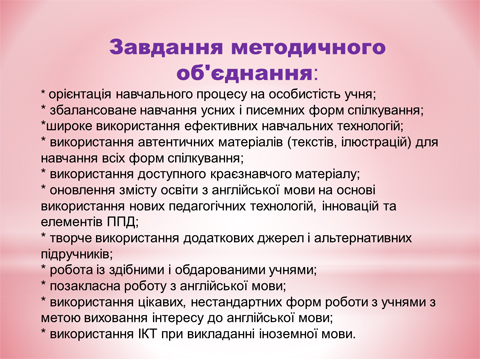 Завдання методичного
об'єднання:
* орієнтація навчального процесу на особистість учня;
* збалансоване навчання усних і писемних форм спілкування;
*широке використання ефективних навчальних технологій;
* використання автентичних матеріалів (текстів, ілюстрацій) для
навчання всіх форм спілкування;
* використання доступного краєзнавчого матеріалу;
* оновлення змісту освіти з англійської мови на основі
використання нових педагогічних технологій, інновацій та
елементів ППД;
* творче використання додаткових джерел і альтернативних
підручників;
* робота із здібними і обдарованими учнями;
* позакласна роботу з англійської мови;
* використання цікавих, нестандартних форм роботи з учнями з
метою виховання інтересу до англійської мови;
* використання ІКТ при викладанні іноземної мови.